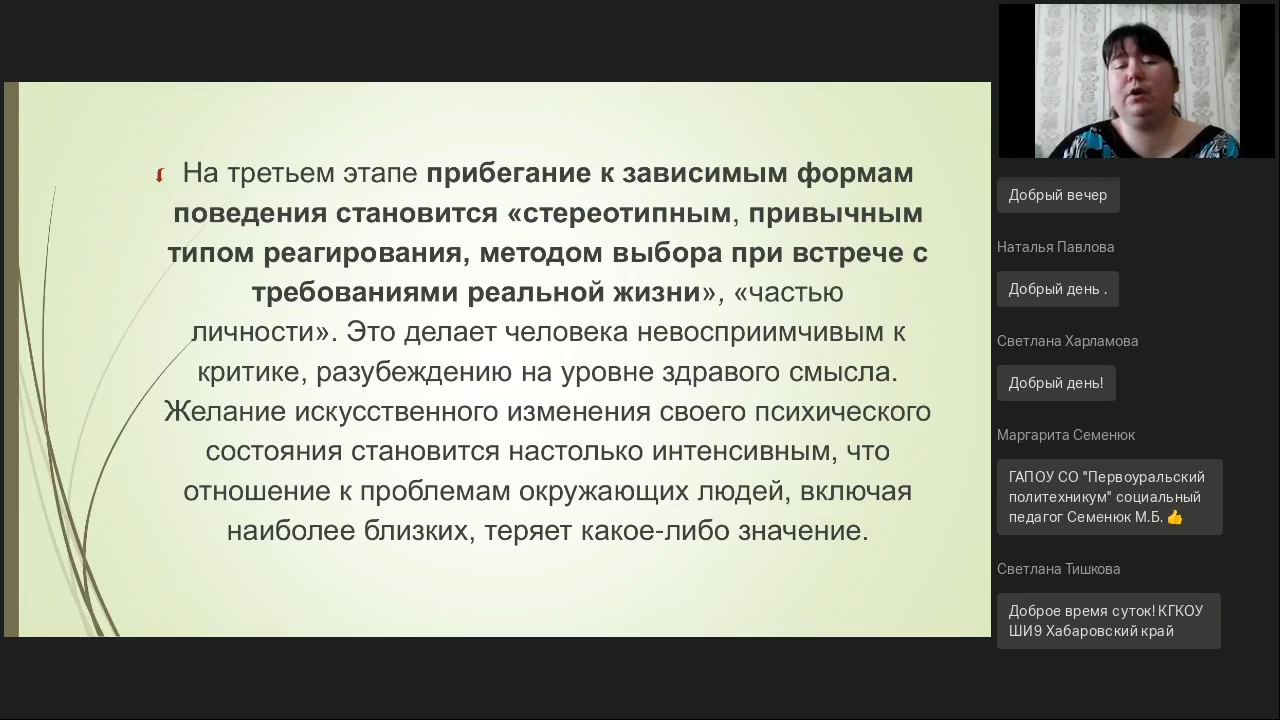 На третьем этапе прибегание к зависимым формам
поведения становится «стереотипным, привычным
типом реагирования, методом выбора при встрече с
требованиями реальной жизни», «частью
личности». Это делает человека невосприимчивым к
критике, разубеждению на уровне здравого смысла.
Желание искусственного изменения своего психического
состояния становится настолько интенсивным, что
отношение к проблемам окружающих людей, включая
наиболее близких, теряет какое-либо значение.
Добрый вечер
Наталья Павлова
Добрый день .
Светлана Харламова
Добрый день!
Маргарита Семенюк
ГАПОУ СО "Первоуральский
политехникум" социальный
педагог Семенюк М.Б. 👍
Светлана Тишкова
Доброе время суток! КГКОУ
ШИ9 Хабаровский край